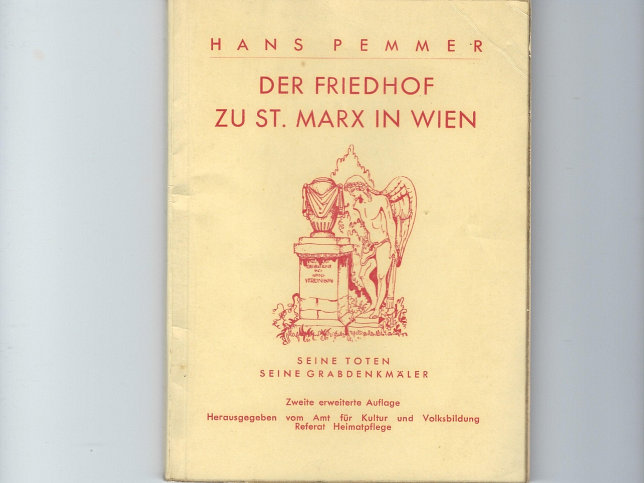 HANS PEMMER
DER FRIEDHOF
ZU ST. MARX IN WIEN
SEINE TOTEN
SEINE GRABDENKMÄLER
Zweite erweiterte Auflage
Herausgegeben vom Amt für Kultur und Volksbildung
Referat Heimatpflege